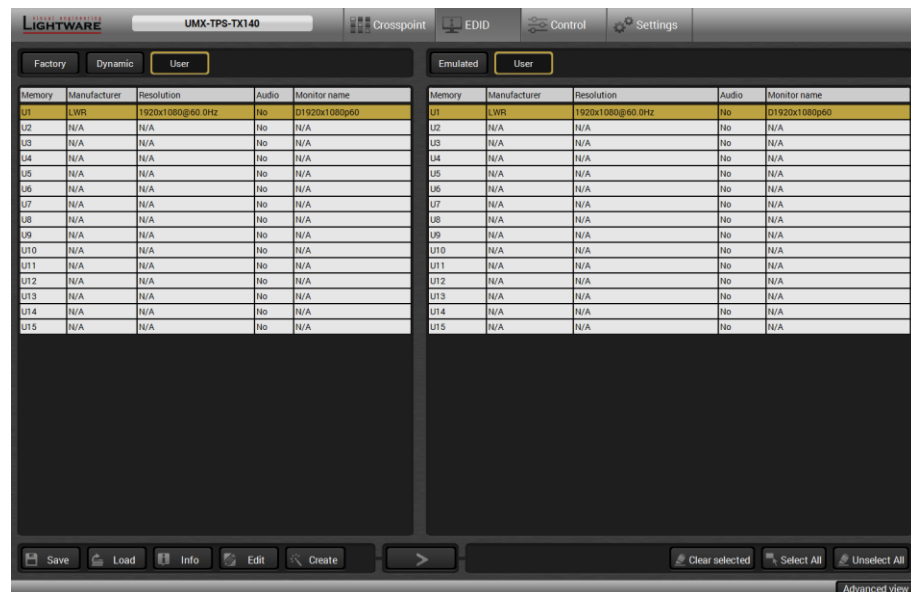 visual engineering
LIGHTWARE UMX-TPS-TX140 Crosspoint EDID Control Settings
Factory Dynamic User Emulated User
Memory Manufacturer Resolution Audio Monitor name Memory Manufacturer Resolution Audio Monitor name
U1 LWR 1920x1080@60.0Hz No D1920x1080p60 U1 LWR 1920x1080@60.0Hz No D1920x1080p60
U2 N/A N/A No N/A U2 N/A N/A No N/A
U3 N/A N/A No N/A U3 N/A N/A No N/A
U4 N/A N/A No N/A U4 N/A N/A No N/A
U5 N/A N/A No N/A U5 N/A N/A No N/A
U6 N/A N/A No N/A U6 N/A N/A No N/A
U7 N/A N/A No N/A U7 N/A N/A No N/A
U8 N/A N/A No N/A U8 N/A N/A No N/A
U9 N/A N/A No N/A U9 N/A N/A No N/A
U10 N/A N/A No N/A U10 N/A N/A No N/A
U11 N/A N/A No N/A U11 N/A N/A No N/A
U12 N/A N/A No N/A U12 N/A N/A No N/A
U13 N/A N/A No N/A U13 N/A N/A No N/A
U14 N/A N/A No N/A U14 N/A N/A No N/A
U15 N/A N/A No N/A U15 N/A N/A No N/A
Save Load Info Edit Create > Clear selected Select All Unselect All
Advanced view